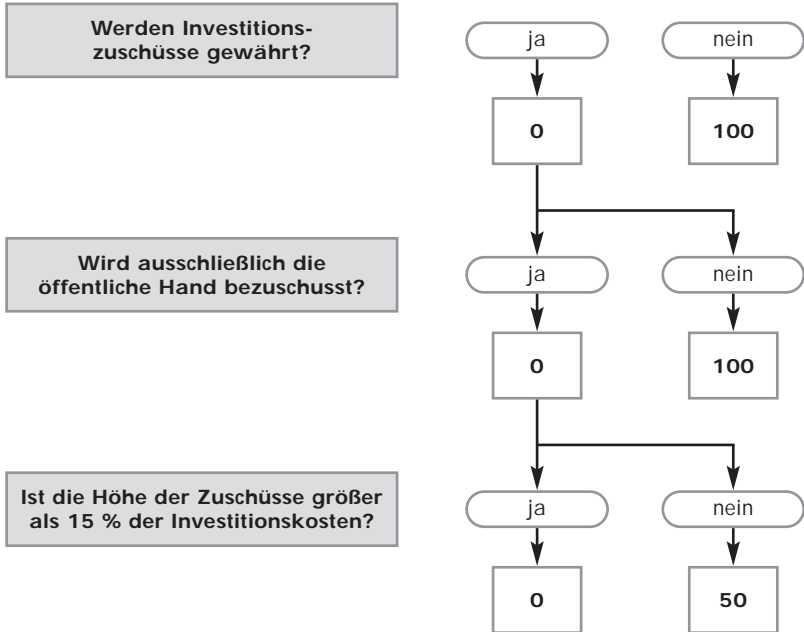 Werden Investitions-
zuschüsse gewährt?
ja
nein
0
100
Wird ausschließlich die
öffentliche Hand bezuschusst?
ja
nein
0
100
Ist die Höhe der Zuschüsse größer
als 15 % der Investitionskosten?
ja
nein
0
50